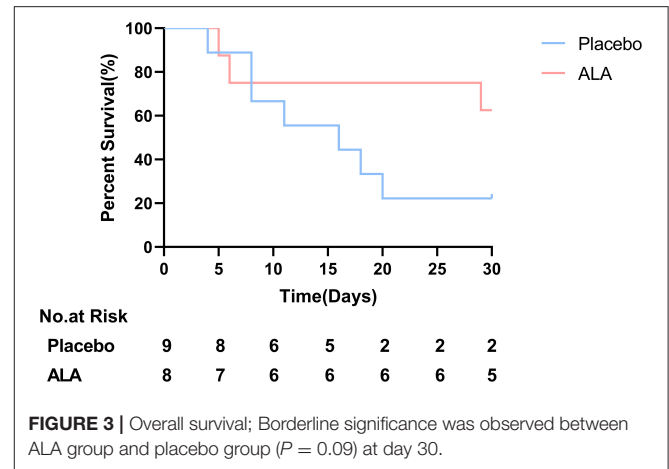 100
80
60
40
20
0
Percent Survival(%)
0 5 10 15 20 25 30
Time(Days)
Placebo
ALA
No.at Risk
Placebo 9 8 6 5 2 2 2
ALA 8 7 6 6 6 6 5
FIGURE 3 | Overall survival; Borderline significance was observed between
ALA group and placebo group (P = 0.09) at day 30.